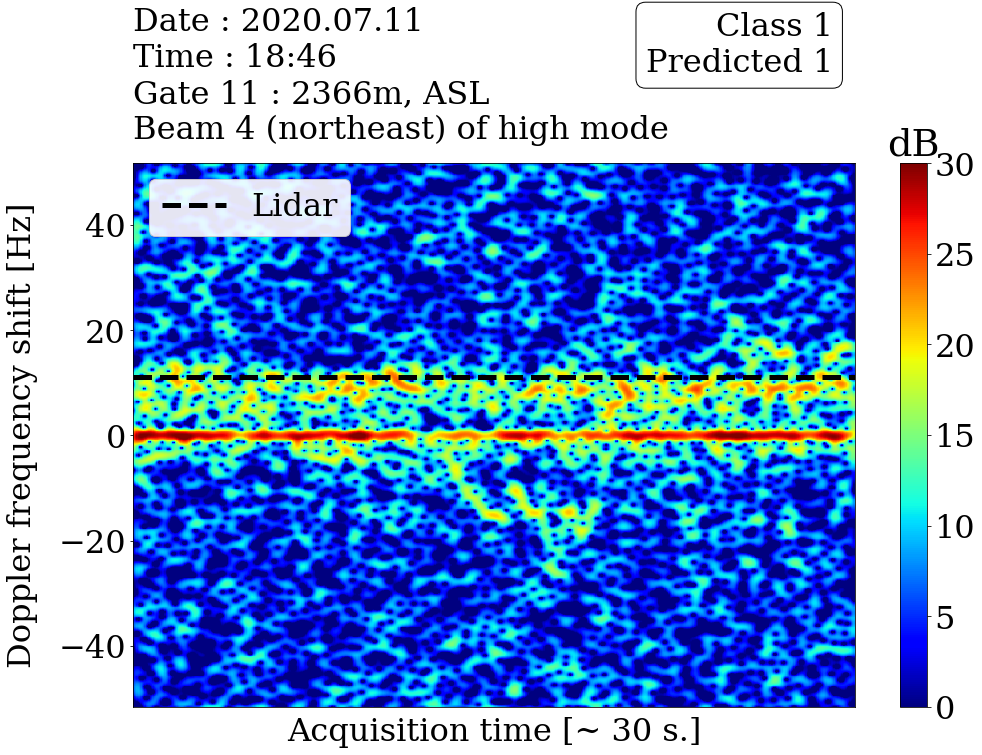 Date : 2020.07.11
Time : 18:46
Gate 11 : 2366m, ASL
Beam 4 (northeast) of high mode
Class 1
Predicted 1
dB
Lidar
Doppler frequency shift [Hz]
40
20
0
−20
−40
30
25
20
15
10
5
0
Acquisition time [~ 30 s.]